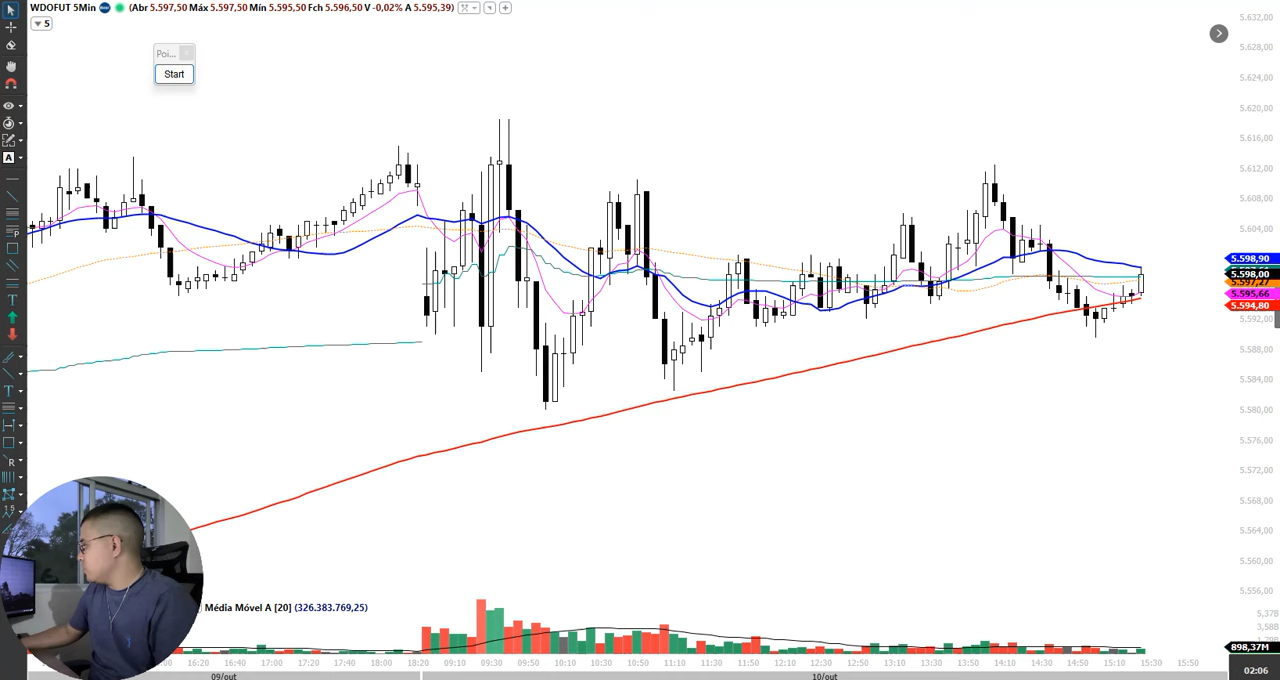 WDOFUT 5Min (Abr 5.597,50 Máx 5.597,50 Mín 5.595,50 Fch 5.596,50 V -0,02% A 5.595,39)
5
Poi...
Start
5.632,00
5.628,00
5.624,00
5.620,00
5.616,00
5.612,00
5.608,00
5.604,00
5.598,90
5.598,00
5.597,27
5.595,66
5.594,80
5.592,00
5.588,00
5.584,00
5.580,00
5.576,00
5.572,00
5.568,00
5.564,00
5.560,00
5.556,00
Média Móvel A [20] (326.383.769,25)
5,37B
3,58B
898,37M
16:20 16:40 17:00 17:20 17:40 18:00 18:20 09:10 09:30 09:50 10:10 10:30 10:50 11:10 11:30 11:50 12:10 12:30 12:50 13:10 13:30 13:50 14:10 14:30 14:50 15:10 15:30 15:50
09/out 10/out
02:06